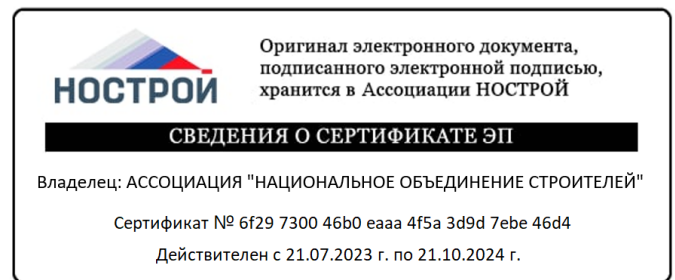 НОСТРОЙ
Оригинал электронного документа,
подписанного электронной подписью,
хранится в Ассоциации НОСТРОЙ
СВЕДЕНИЯ О СЕРТИФИКАТЕ ЭП
Владелец: АССОЦИАЦИЯ "НАЦИОНАЛЬНОЕ ОБЪЕДИНЕНИЕ СТРОИТЕЛЕЙ"
Сертификат № 6f29 7300 46b0 eaaa 4f5a 3d9d 7ebe 46d4
Действителен с 21.07.2023 г. по 21.10.2024 г.